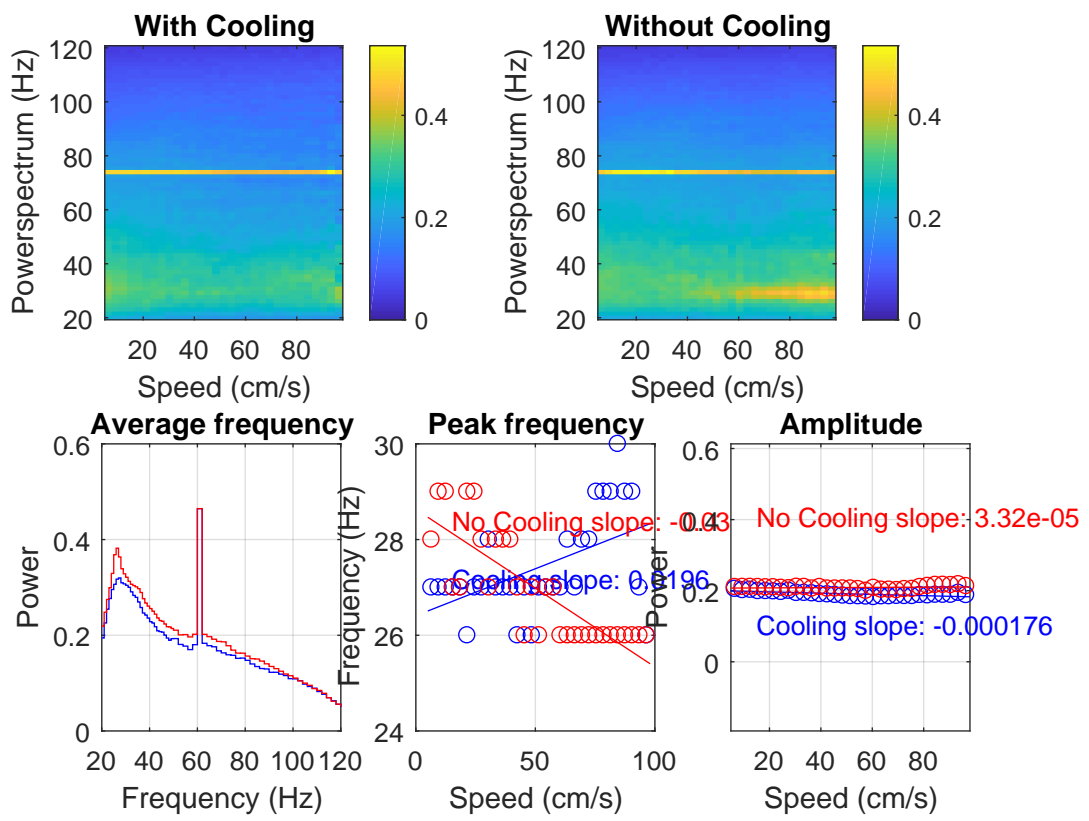 With Cooling
Powerspectrum (Hz)
120
100
80
60
40
20
20 40 60 80
Speed (cm/s)
0.4
0.2
0
Without Cooling
Powerspectrum (Hz)
120
100
80
60
40
20
20 40 60 80
Speed (cm/s)
0.4
0.2
0
Average frequency
Power
0.6
0.4
0.2
0
20 40 60 80 100 120
Frequency (Hz)
Peak frequency
Frequency (Hz)
30
28
26
24
No Cooling slope: -0.03
Cooling slope: 0.0196
0 50 100
Speed (cm/s)
Amplitude
Power
0.6
0.4
0.2
0
No Cooling slope: 3.32e-05
Cooling slope: -0.000176
20 40 60 80
Speed (cm/s)